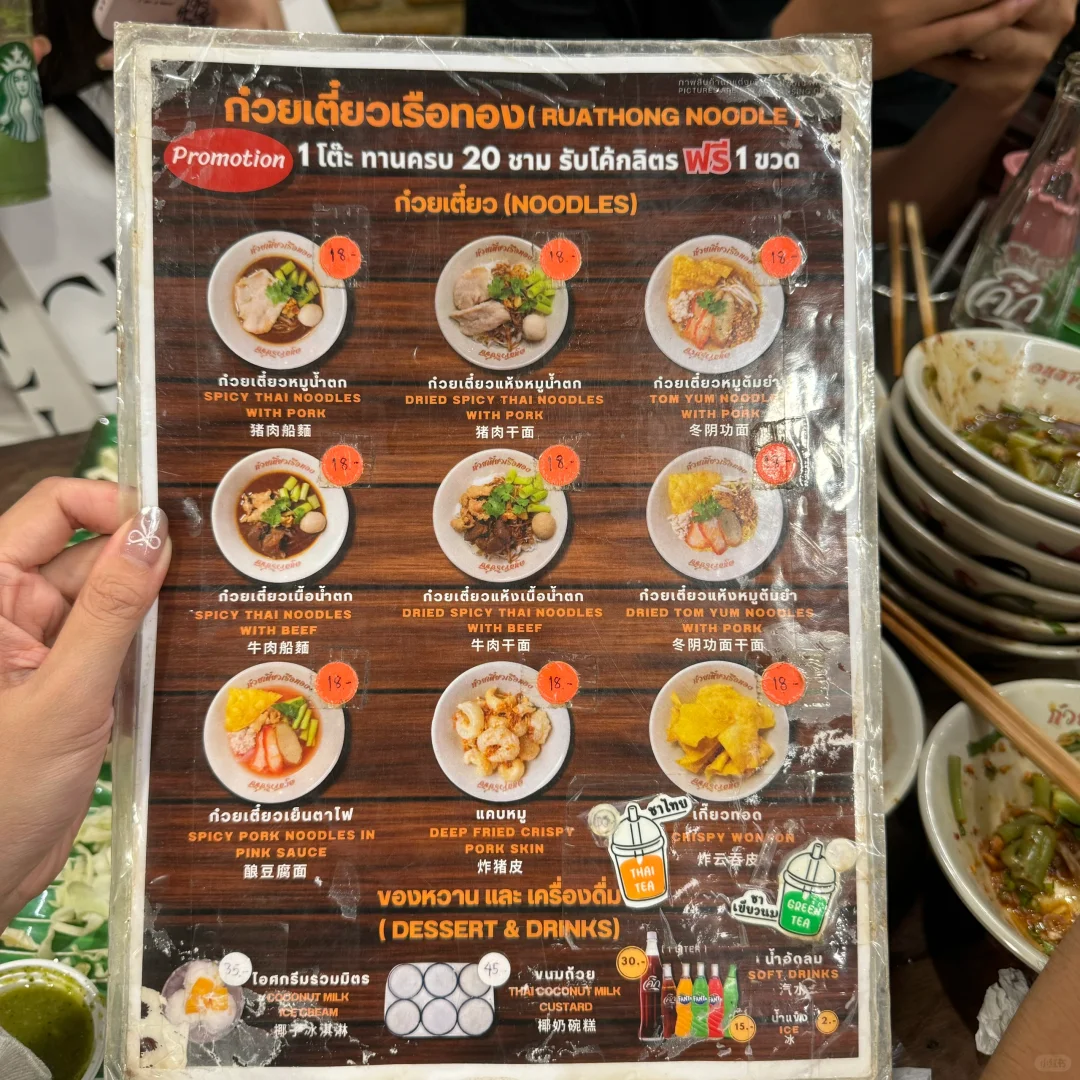 ก๋วยเตี๋ยวเรือทอง ( RUATHONG NOODLE )
Promotion 1 โต๊ะ ทานครบ 20 ชาม รับโค้กลิตร ฟรี 1 ขวด
ก๋วยเตี๋ยว (NOODLES)
18.-
18.-
18.-
ก๋วยเตี๋ยวหมูน้ำตก
SPICY THAI NOODLES
WITH PORK
猪肉船麵
ก๋วยเตี๋ยวแห้งหมูน้ำตก
DRIED SPICY THAI NOODLES
WITH PORK
猪肉干面
ก๋วยเตี๋ยวหมูต้มยำ
TOM YUM NOODLES
WITH PORK
冬阴功面
18.-
18.-
ก๋วยเตี๋ยวเนื้อน้ำตก
SPICY THAI NOODLES
WITH BEEF
牛肉船麵
ก๋วยเตี๋ยวแห้งเนื้อน้ำตก
DRIED SPICY THAI NOODLES
WITH BEEF
牛肉干面
ก๋วยเตี๋ยวแห้งหมูต้มยำ
DRIED TOM YUM NOODLES
WITH PORK
冬阴功面干面
18.-
18.-
18.-
ก๋วยเตี๋ยวเย็นตาโฟ
SPICY PORK NOODLES IN
PINK SAUCE
酿豆腐面
แคบหมู
DEEP FRIED CRISPY
PORK SKIN
炸猪皮
เกี๊ยวทอด
CRISPY WONTON
炸云吞皮
ชาไทย
THAI
TEA
ชา
เขียวนม
GREEN
TEA
ของหวาน และ เครื่องดื่ม
( DESSERT & DRINKS)
35.-
ไอศกรีมรวมมิตร
COCONUT MILK
ICE CREAM
椰子冰淇淋
45.-
ขนมถ้วย
THAI COCONUT MILK
CUSTARD
椰奶碗糕
30.-
( 1 LITER )
น้ำอัดลม
SOFT DRINKS
汽水
15.-
น้ำแข็ง
ICE
冰
2.-
โค้ก